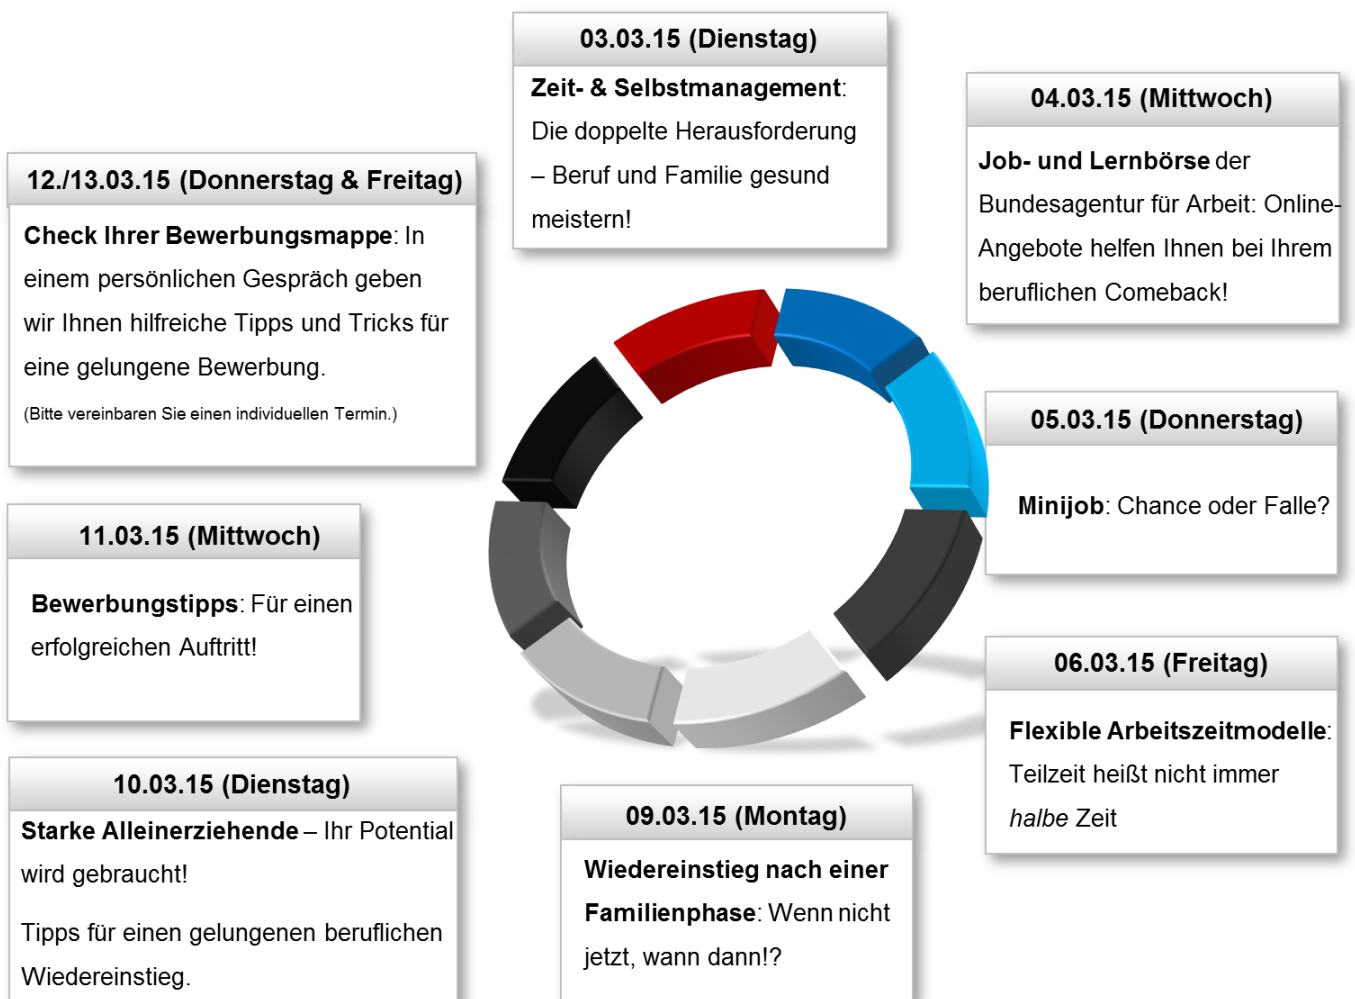 03.03.15 (Dienstag)
Zeit- & Selbstmanagement:
Die doppelte Herausforderung
– Beruf und Familie gesund
meistern!
04.03.15 (Mittwoch)
Job- und Lernbörse der
Bundesagentur für Arbeit: Online-
Angebote helfen Ihnen bei Ihrem
beruflichen Comeback!
05.03.15 (Donnerstag)
Minijob: Chance oder Falle?
06.03.15 (Freitag)
Flexible Arbeitszeitmodelle:
Teilzeit heißt nicht immer
halbe Zeit
09.03.15 (Montag)
Wiedereinstieg nach einer
Familienphase: Wenn nicht
jetzt, wann dann!?
10.03.15 (Dienstag)
Starke Alleinerziehende – Ihr Potential
wird gebraucht!
Tipps für einen gelungenen beruflichen
Wiedereinstieg.
11.03.15 (Mittwoch)
Bewerbungstipps: Für einen
erfolgreichen Auftritt!
12./13.03.15 (Donnerstag & Freitag)
Check Ihrer Bewerbungsmappe: In
einem persönlichen Gespräch geben
wir Ihnen hilfreiche Tipps und Tricks für
eine gelungene Bewerbung.
(Bitte vereinbaren Sie einen individuellen Termin.)